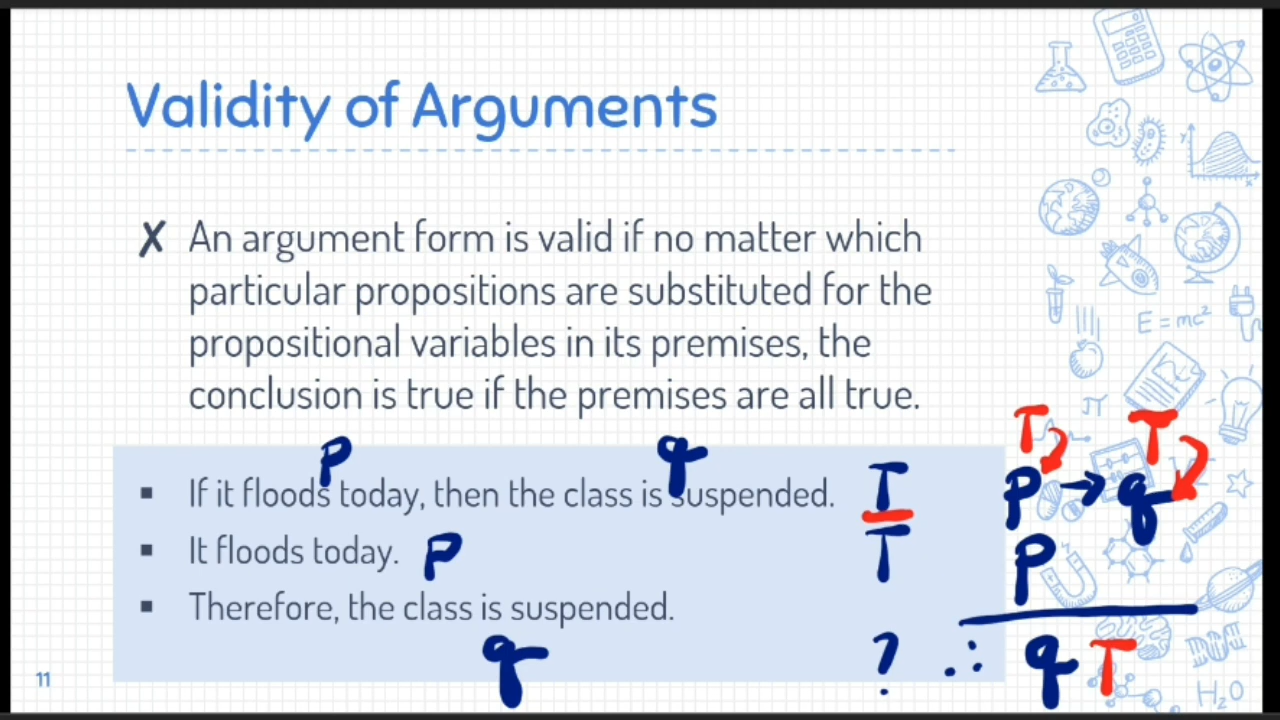 Validity of Arguments
✗ An argument form is valid if no matter which
particular propositions are substituted for the
propositional variables in its premises, the
conclusion is true if the premises are all true.
p q
▪ If it floods today, then the class is suspended. T
▪ It floods today. p T
▪ Therefore, the class is suspended.
q ?
T T
p → q
p
∴ q T
E = mc²
π
H₂O
y
x
11